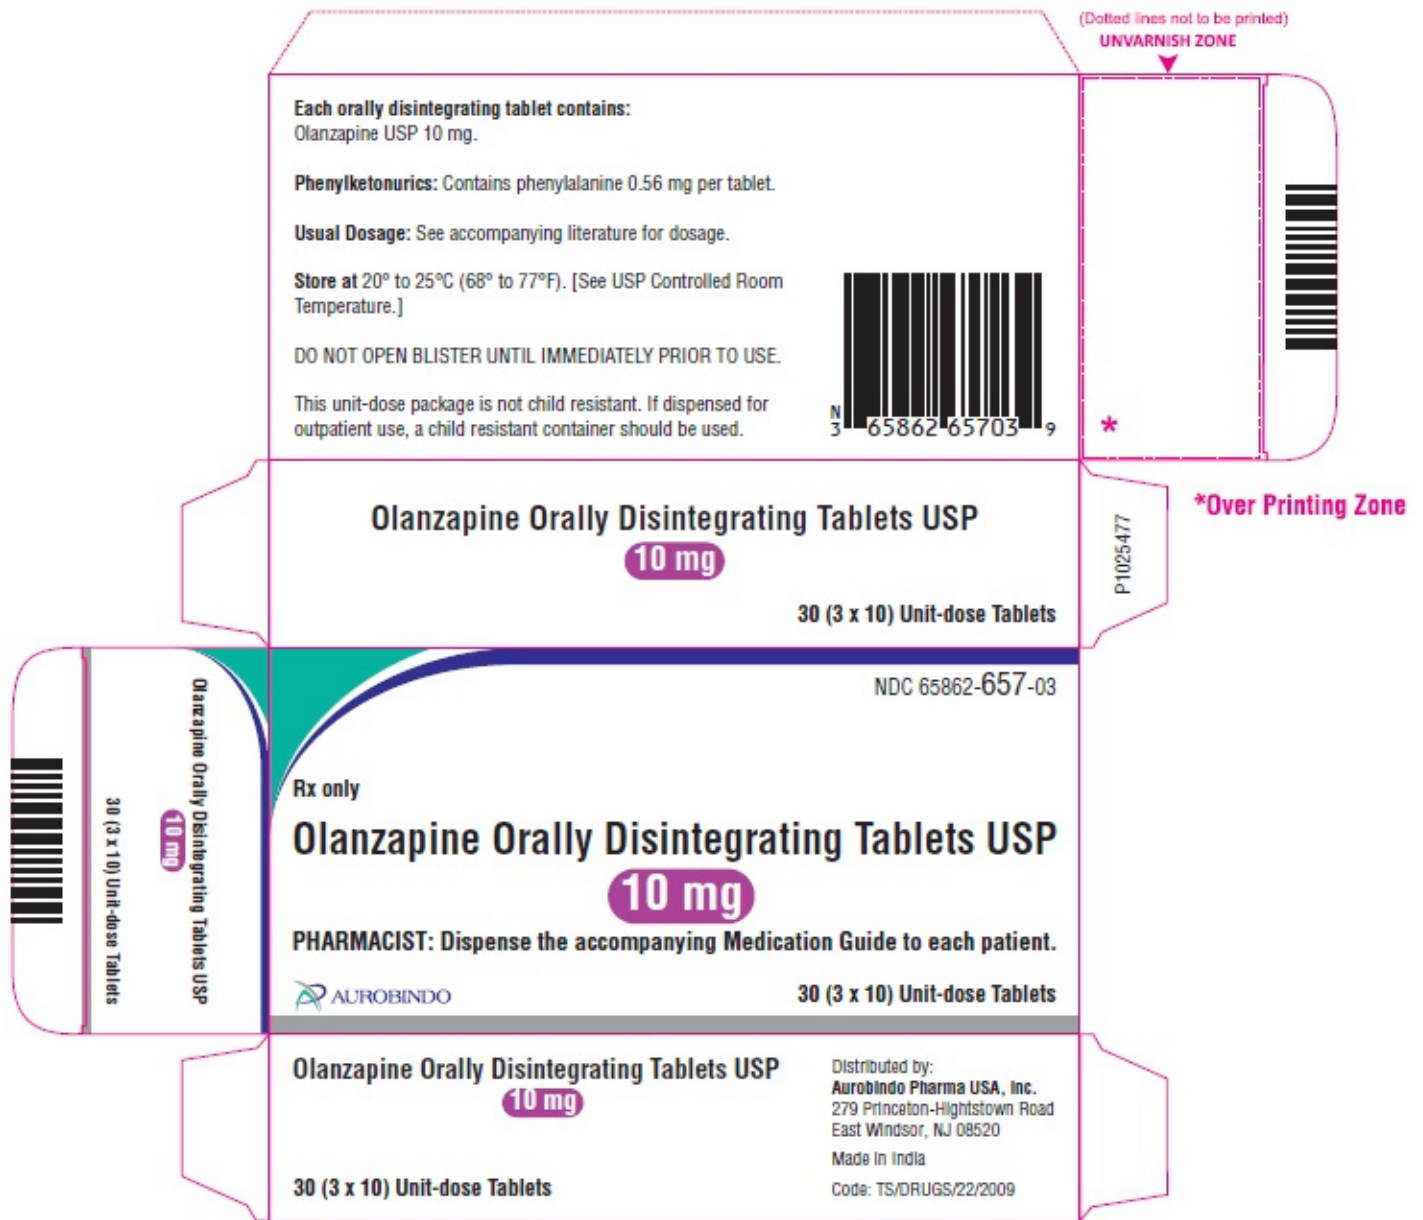 (Dotted lines not to be printed)
UNVARNISH ZONE
Each orally disintegrating tablet contains:
Olanzapine USP 10 mg.
Phenylketonurics: Contains phenylalanine 0.56 mg per tablet.
Usual Dosage: See accompanying literature for dosage.
Store at 20º to 25ºC (68º to 77ºF). [See USP Controlled Room
Temperature.]
DO NOT OPEN BLISTER UNTIL IMMEDIATELY PRIOR TO USE.
This unit-dose package is not child resistant. If dispensed for
outpatient use, a child resistant container should be used.
N
3 65862 65703 9
*
*Over Printing Zone
Olanzapine Orally Disintegrating Tablets USP
10 mg
30 (3 x 10) Unit-dose Tablets
P1025477
Olanzapine Orally Disintegrating Tablets USP
10 mg
30 (3 x 10) Unit-dose Tablets
NDC 65862-657-03
Rx only
Olanzapine Orally Disintegrating Tablets USP
10 mg
PHARMACIST: Dispense the accompanying Medication Guide to each patient.
AUROBINDO
30 (3 x 10) Unit-dose Tablets
Olanzapine Orally Disintegrating Tablets USP
10 mg
30 (3 x 10) Unit-dose Tablets
Distributed by:
Aurobindo Pharma USA, Inc.
279 Princeton-Hightstown Road
East Windsor, NJ 08520
Made in India
Code: TS/DRUGS/22/2009